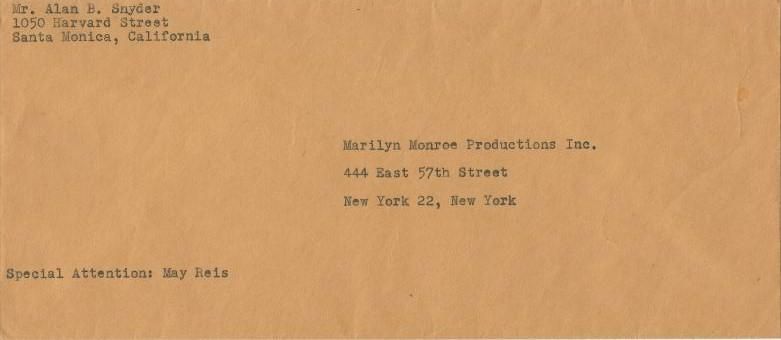 Mr. Alan B. Snyder
1050 Harvard Street
Santa Monica, California
Marilyn Monroe Productions Inc.
444 East 57th Street
New York 22, New York
Special Attention: May Reis